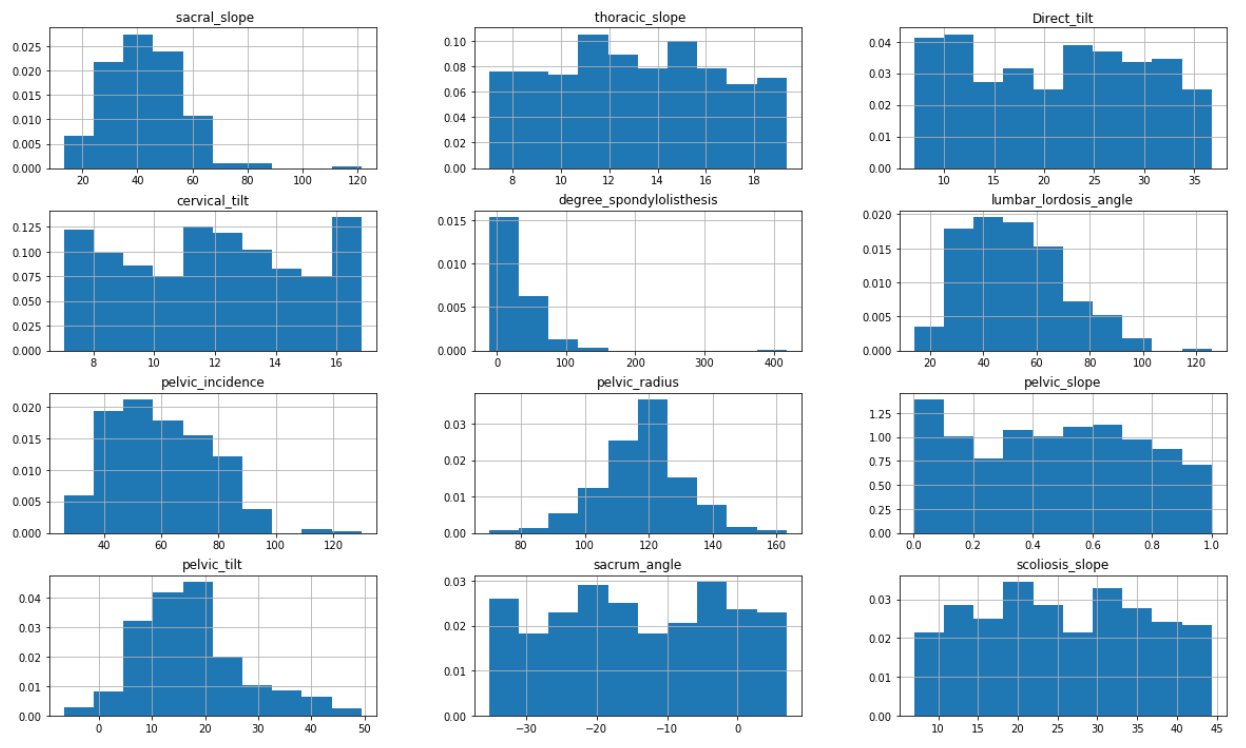 sacral_slope
0.025
0.020
0.015
0.010
0.005
0.000
20 40 60 80 100 120
thoracic_slope
0.10
0.08
0.06
0.04
0.02
0.00
8 10 12 14 16 18
Direct_tilt
0.04
0.03
0.02
0.01
0.00
10 15 20 25 30 35
cervical_tilt
0.125
0.100
0.075
0.050
0.025
0.000
8 10 12 14 16
degree_spondylolisthesis
0.015
0.010
0.005
0.000
0 100 200 300 400
lumbar_lordosis_angle
0.020
0.015
0.010
0.005
0.000
20 40 60 80 100 120
pelvic_incidence
0.020
0.015
0.010
0.005
0.000
40 60 80 100 120
pelvic_radius
0.03
0.02
0.01
0.00
80 100 120 140 160
pelvic_slope
1.25
1.00
0.75
0.50
0.25
0.00
0.0 0.2 0.4 0.6 0.8 1.0
pelvic_tilt
0.04
0.03
0.02
0.01
0.00
0 10 20 30 40 50
sacrum_angle
0.03
0.02
0.01
0.00
−30 −20 −10 0
scoliosis_slope
0.03
0.02
0.01
0.00
10 15 20 25 30 35 40 45